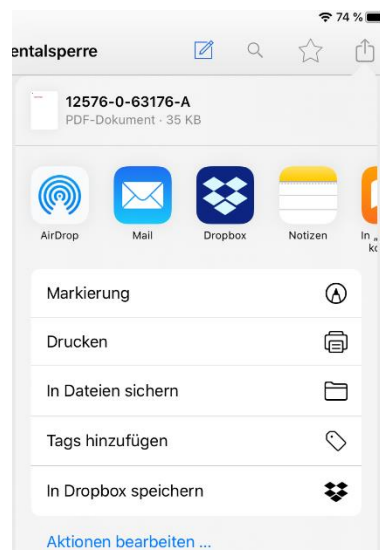 74 %
entalsperre
12576-0-63176-A
PDF-Dokument · 35 KB
AirDrop
Mail
Dropbox
Notizen
In „
Markierung
Drucken
In Dateien sichern
Tags hinzufügen
In Dropbox speichern
Aktionen bearbeiten ...